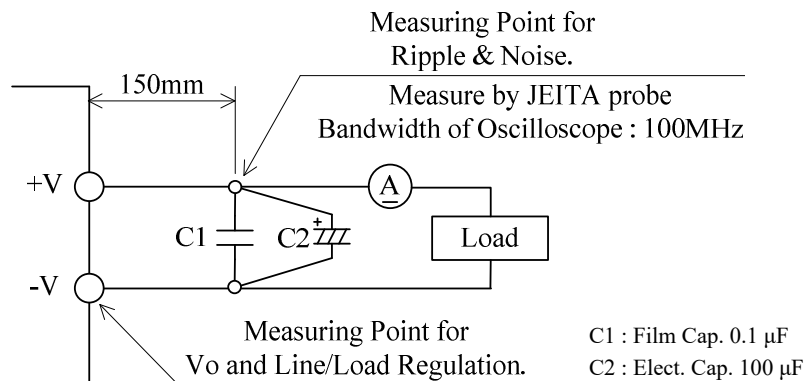 Measuring Point for
Ripple & Noise.
150mm
Measure by JEITA probe
Bandwidth of Oscilloscope : 100MHz
+V
A
C1
+
C2
Load
-V
Measuring Point for
Vo and Line/Load Regulation.
C1 : Film Cap. 0.1 µF
C2 : Elect. Cap. 100 µF